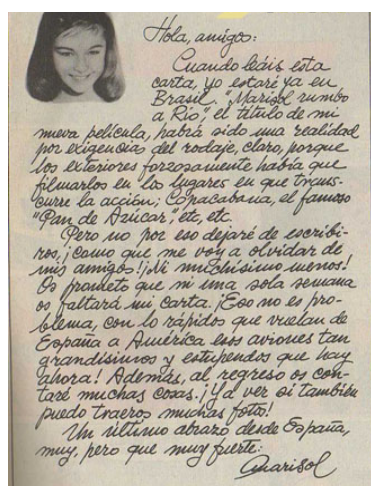 Hola, amigos:
Cuando leáis esta
carta, yo estaré ya en
Brasil. "Marisol rumbo
a Río", el título de mi
nueva película, habrá sido una realidad
por exigencia del rodaje, claro, porque
los exteriores forzosamente había que
filmarlos en los lugares en que trans-
curre la acción; Copacabana, el famoso
"Pan de Azúcar", etc, etc.
Pero no por eso dejaré de escribi-
ros, ¡como que me voy a olvidar de
mis amigos! ¡Ni muchísimo menos!
Os prometo que ni una sola semana
os faltará mi carta. ¡Eso no es pro-
blema, con lo rápidos que vuelan de
España a América esos aviones tan
grandísimos y estupendos que hay
ahora! Además, al regreso os con-
taré muchas cosas. ¡Ya ver si también
puedo traeros muchas fotos!
Un último abrazo desde España,
muy, pero que muy fuerte:
Marisol